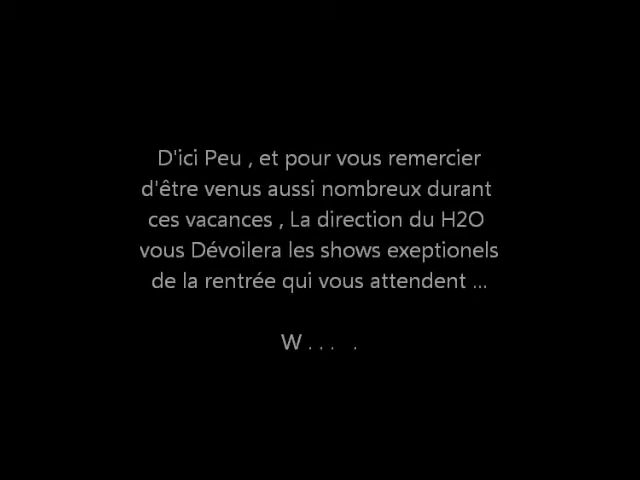 D'ici Peu , et pour vous remercier
d'être venus aussi nombreux durant
ces vacances , La direction du H2O
vous Dévoilera les shows exeptionels
de la rentrée qui vous attendent ...
W . . .   .